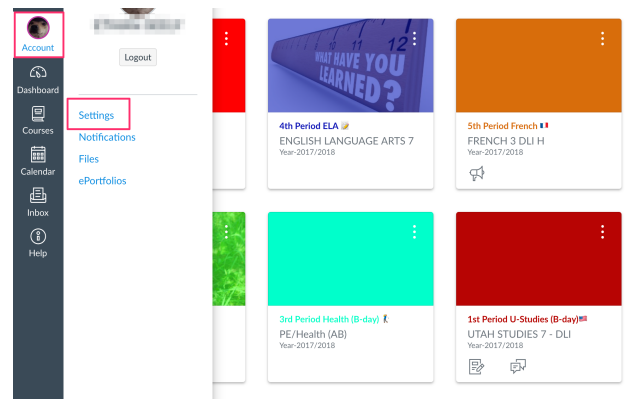 Account
Dashboard
Courses
Calendar
Inbox
Help
Logout
Settings
Notifications
Files
ePortfolios
10 11 12
WHAT HAVE YOU
LEARNED?
4th Period ELA
ENGLISH LANGUAGE ARTS 7
Year-2017/2018
5th Period French
FRENCH 3 DLI H
Year-2017/2018
3rd Period Health (B-day)
PE/Health (AB)
Year-2017/2018
1st Period U-Studies (B-day)
UTAH STUDIES 7 - DLI
Year-2017/2018